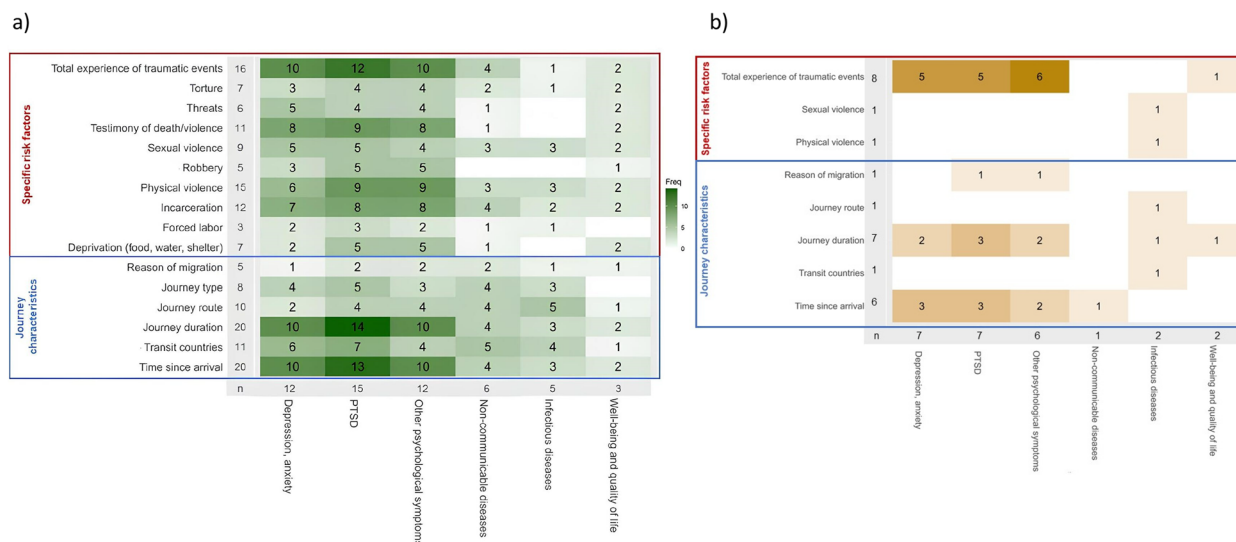 a)
Specific risk factors
Total experience of traumatic events 16 10 12 10 4 1 2
Torture 7 3 4 4 2 1 2
Threats 6 5 4 4 1 2
Testimony of death/violence 11 8 9 8 1 2
Sexual violence 9 5 5 4 3 3 2
Robbery 5 3 5 5 1
Physical violence 15 6 9 9 3 3 2
Incarceration 12 7 8 8 4 2 2
Forced labor 3 2 3 2 1 1
Deprivation (food, water, shelter) 7 2 5 5 1 2
Journey characteristics
Reason of migration 5 1 2 2 2 1 1
Journey type 8 4 5 3 4 3
Journey route 10 2 4 4 4 5 1
Journey duration 20 10 14 10 4 3 2
Transit countries 11 6 7 4 5 4 1
Time since arrival 20 10 13 10 4 3 2
n 12 15 12 6 5 3
Depression, anxiety
PTSD
Other psychological symptoms
Non-communicable diseases
Infectious diseases
Well-being and quality of life
Freq
10
5
0
b)
Specific risk factors
Total experience of traumatic events 8 5 5 6 1
Sexual violence 1 1
Physical violence 1 1
Journey characteristics
Reason of migration 1 1 1
Journey route 1 1
Journey duration 7 2 3 2 1 1
Transit countries 1 1
Time since arrival 6 3 3 2 1
n 7 7 6 1 2 2
Depression, anxiety
PTSD
Other psychological symptoms
Non-communicable diseases
Infectious diseases
Well-being and quality of life